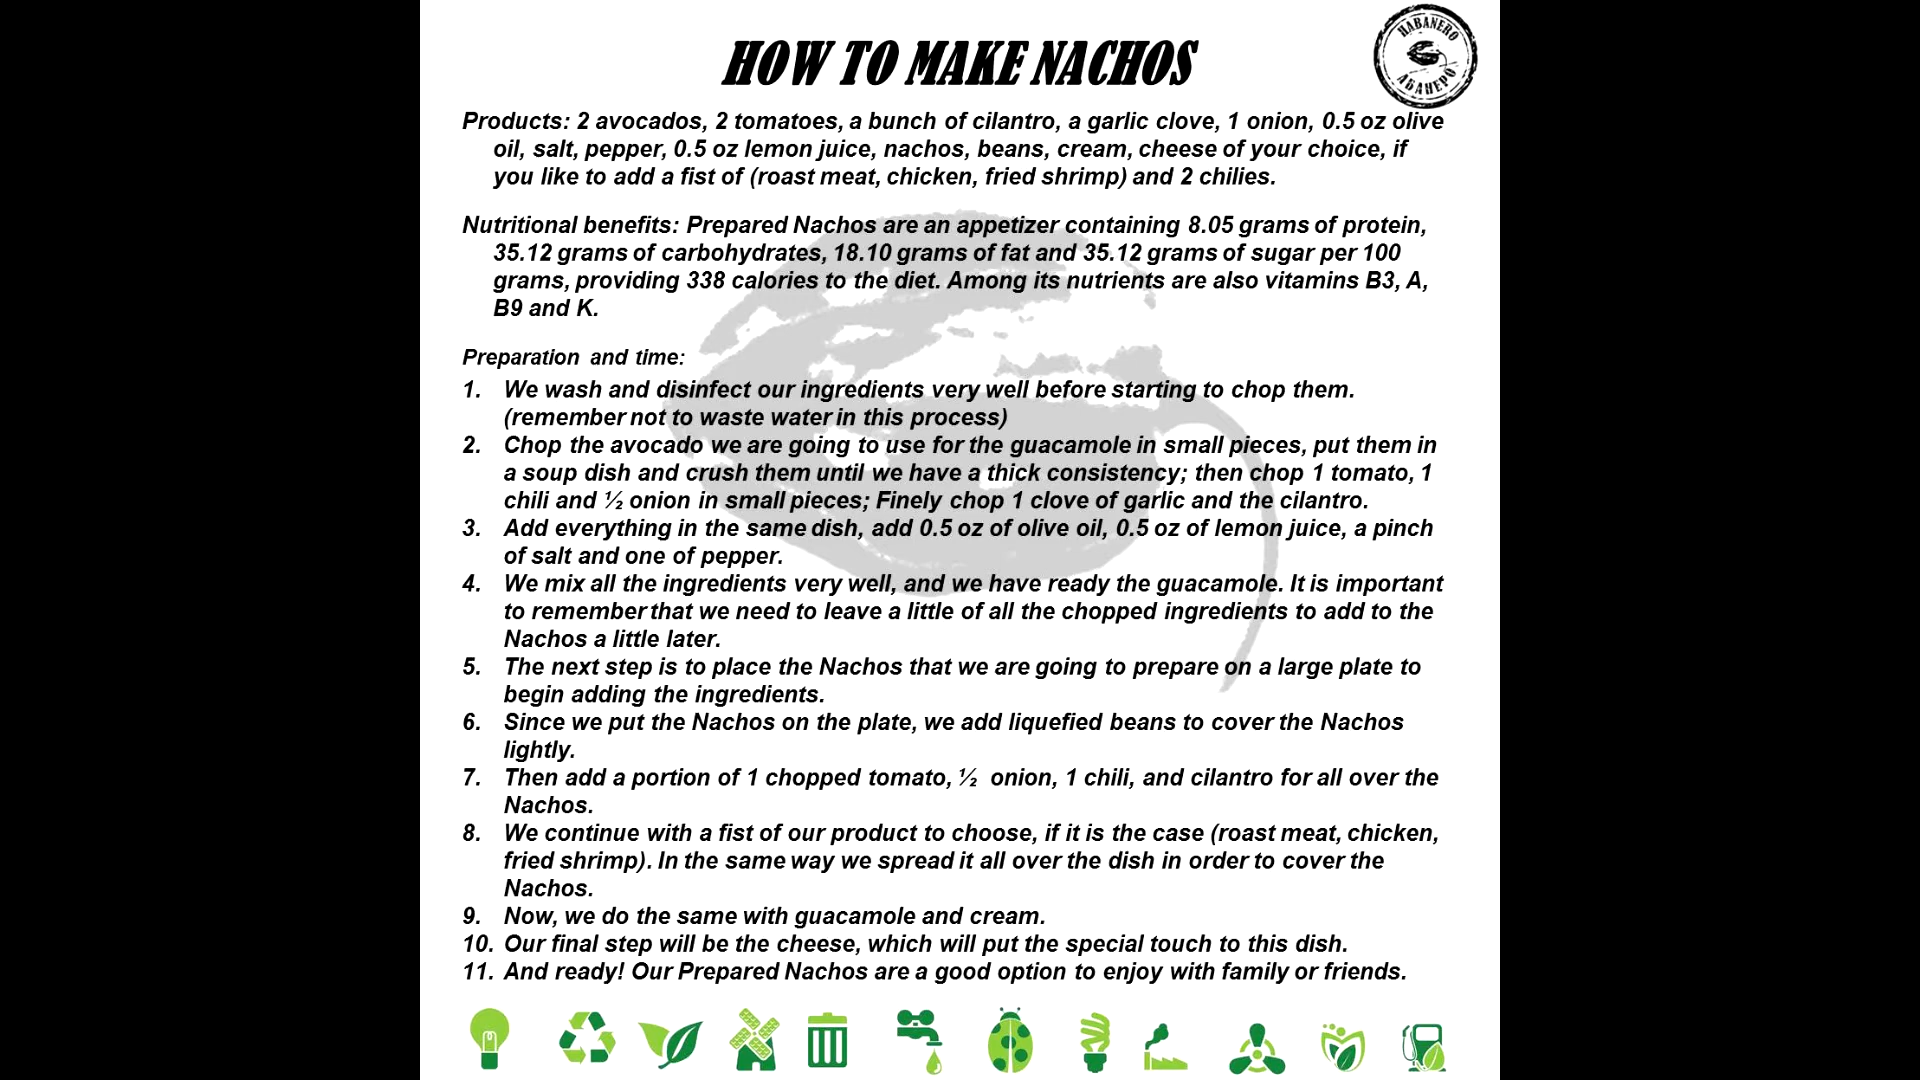 HOW TO MAKE NACHOS
HABANERO
АБАНЕРО
Products: 2 avocados, 2 tomatoes, a bunch of cilantro, a garlic clove, 1 onion, 0.5 oz olive
oil, salt, pepper, 0.5 oz lemon juice, nachos, beans, cream, cheese of your choice, if
you like to add a fist of (roast meat, chicken, fried shrimp) and 2 chilies.
Nutritional benefits: Prepared Nachos are an appetizer containing 8.05 grams of protein,
35.12 grams of carbohydrates, 18.10 grams of fat and 35.12 grams of sugar per 100
grams, providing 338 calories to the diet. Among its nutrients are also vitamins B3, A,
B9 and K.
Preparation and time:
1. We wash and disinfect our ingredients very well before starting to chop them.
(remember not to waste water in this process)
2. Chop the avocado we are going to use for the guacamole in small pieces, put them in
a soup dish and crush them until we have a thick consistency; then chop 1 tomato, 1
chili and ½ onion in small pieces; Finely chop 1 clove of garlic and the cilantro.
3. Add everything in the same dish, add 0.5 oz of olive oil, 0.5 oz of lemon juice, a pinch
of salt and one of pepper.
4. We mix all the ingredients very well, and we have ready the guacamole. It is important
to remember that we need to leave a little of all the chopped ingredients to add to the
Nachos a little later.
5. The next step is to place the Nachos that we are going to prepare on a large plate to
begin adding the ingredients.
6. Since we put the Nachos on the plate, we add liquefied beans to cover the Nachos
lightly.
7. Then add a portion of 1 chopped tomato, ½ onion, 1 chili, and cilantro for all over the
Nachos.
8. We continue with a fist of our product to choose, if it is the case (roast meat, chicken,
fried shrimp). In the same way we spread it all over the dish in order to cover the
Nachos.
9. Now, we do the same with guacamole and cream.
10. Our final step will be the cheese, which will put the special touch to this dish.
11. And ready! Our Prepared Nachos are a good option to enjoy with family or friends.